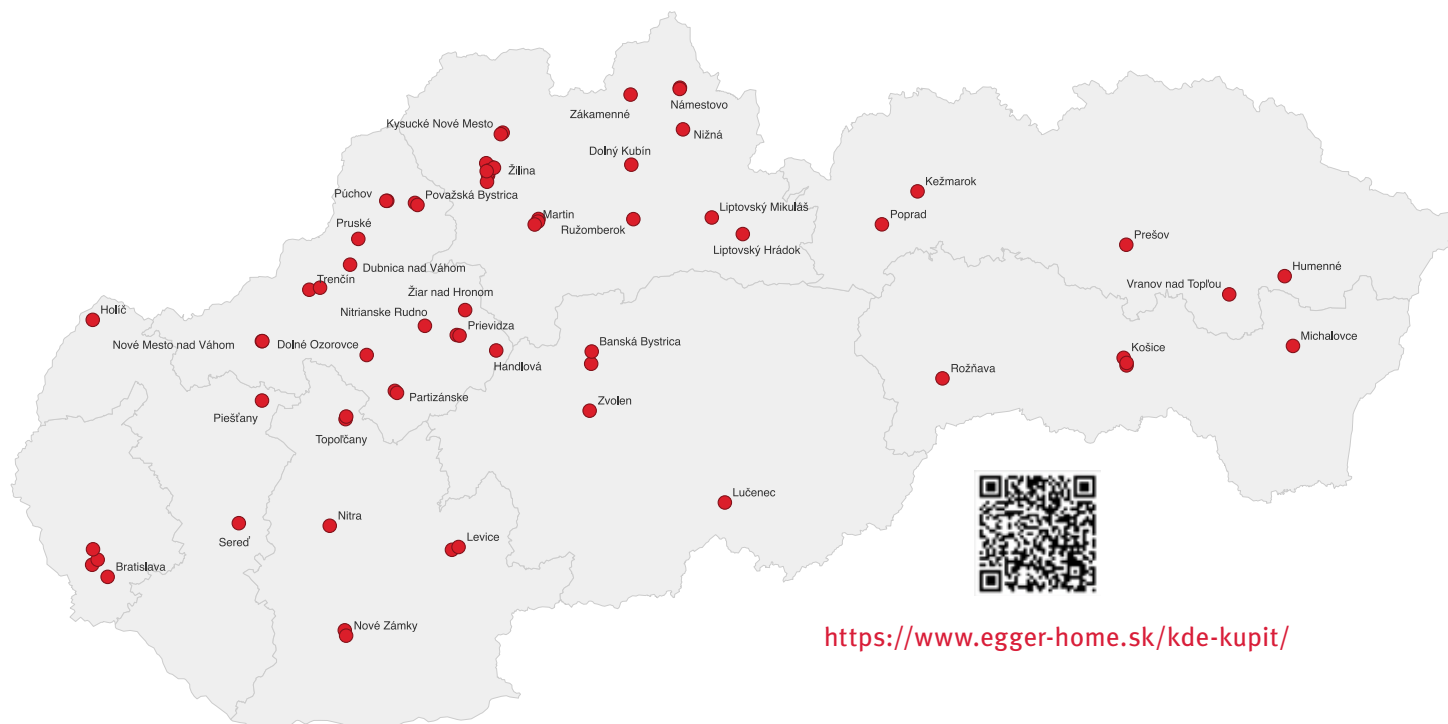 Zákamenné
Námestovo
Kysucké Nové Mesto
Nižná
Dolný Kubín
Žilina
Kežmarok
Púchov
Považská Bystrica
Martin
Liptovský Mikuláš
Poprad
Pruské
Ružomberok
Liptovský Hrádok
Prešov
Dubnica nad Váhom
Trenčín
Humenné
Vranov nad Topľou
Žiar nad Hronom
Holíč
Nitrianske Rudno
Prievidza
Nové Mesto nad Váhom
Dolné Ozorovce
Handlová
Banská Bystrica
Košice
Michalovce
Rožňava
Partizánske
Zvolen
Piešťany
Topoľčany
Lučenec
Nitra
Sereď
Levice
Bratislava
Nové Zámky
https://www.egger-home.sk/kde-kupit/